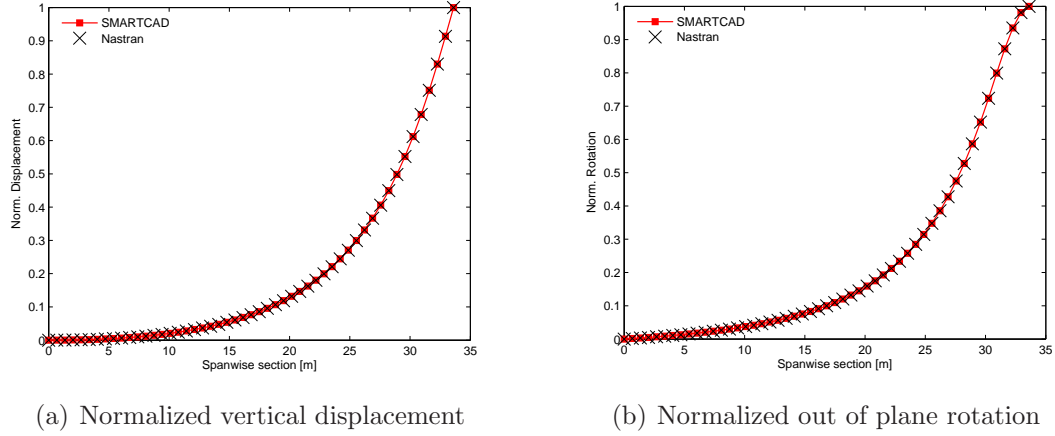 SMARTCAD
Nastran
Norm. Displacement
1
0.9
0.8
0.7
0.6
0.5
0.4
0.3
0.2
0.1
0
0 5 10 15 20 25 30 35
Spanwise section [m]
(a) Normalized vertical displacement
SMARTCAD
Nastran
Norm. Rotation
1
0.9
0.8
0.7
0.6
0.5
0.4
0.3
0.2
0.1
0
0 5 10 15 20 25 30 35
Spanwise section [m]
(b) Normalized out of plane rotation